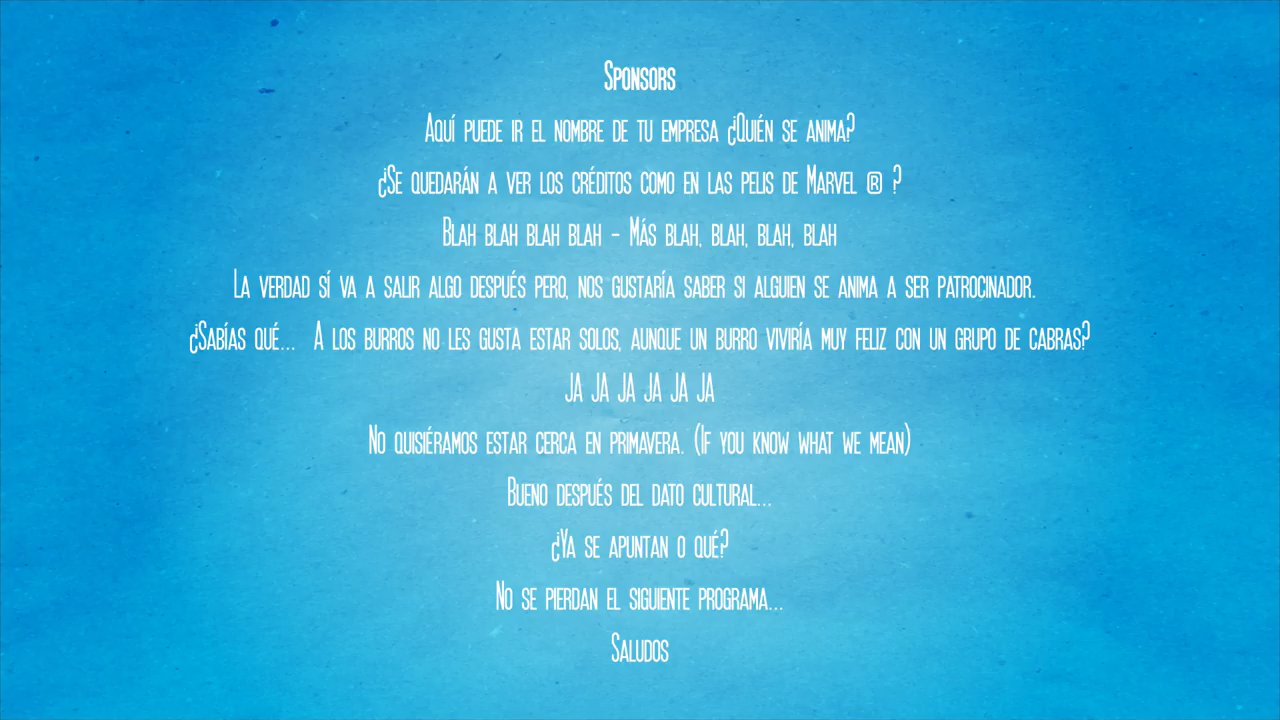 Sponsors
Aquí puede ir el nombre de tu empresa ¿Quién se anima?
¿Se quedarán a ver los créditos como en las pelis de Marvel ® ?
Blah blah blah blah - Más blah, blah, blah, blah
La verdad sí va a salir algo después pero, nos gustaría saber si alguien se anima a ser patrocinador.
¿Sabías qué... A los burros no les gusta estar solos, aunque un burro viviría muy feliz con un grupo de cabras?
JA JA JA JA JA JA
No quisiéramos estar cerca en primavera. (If you know what we mean)
Bueno después del dato cultural...
¿Ya se apuntan o qué?
No se pierdan el siguiente programa...
Saludos